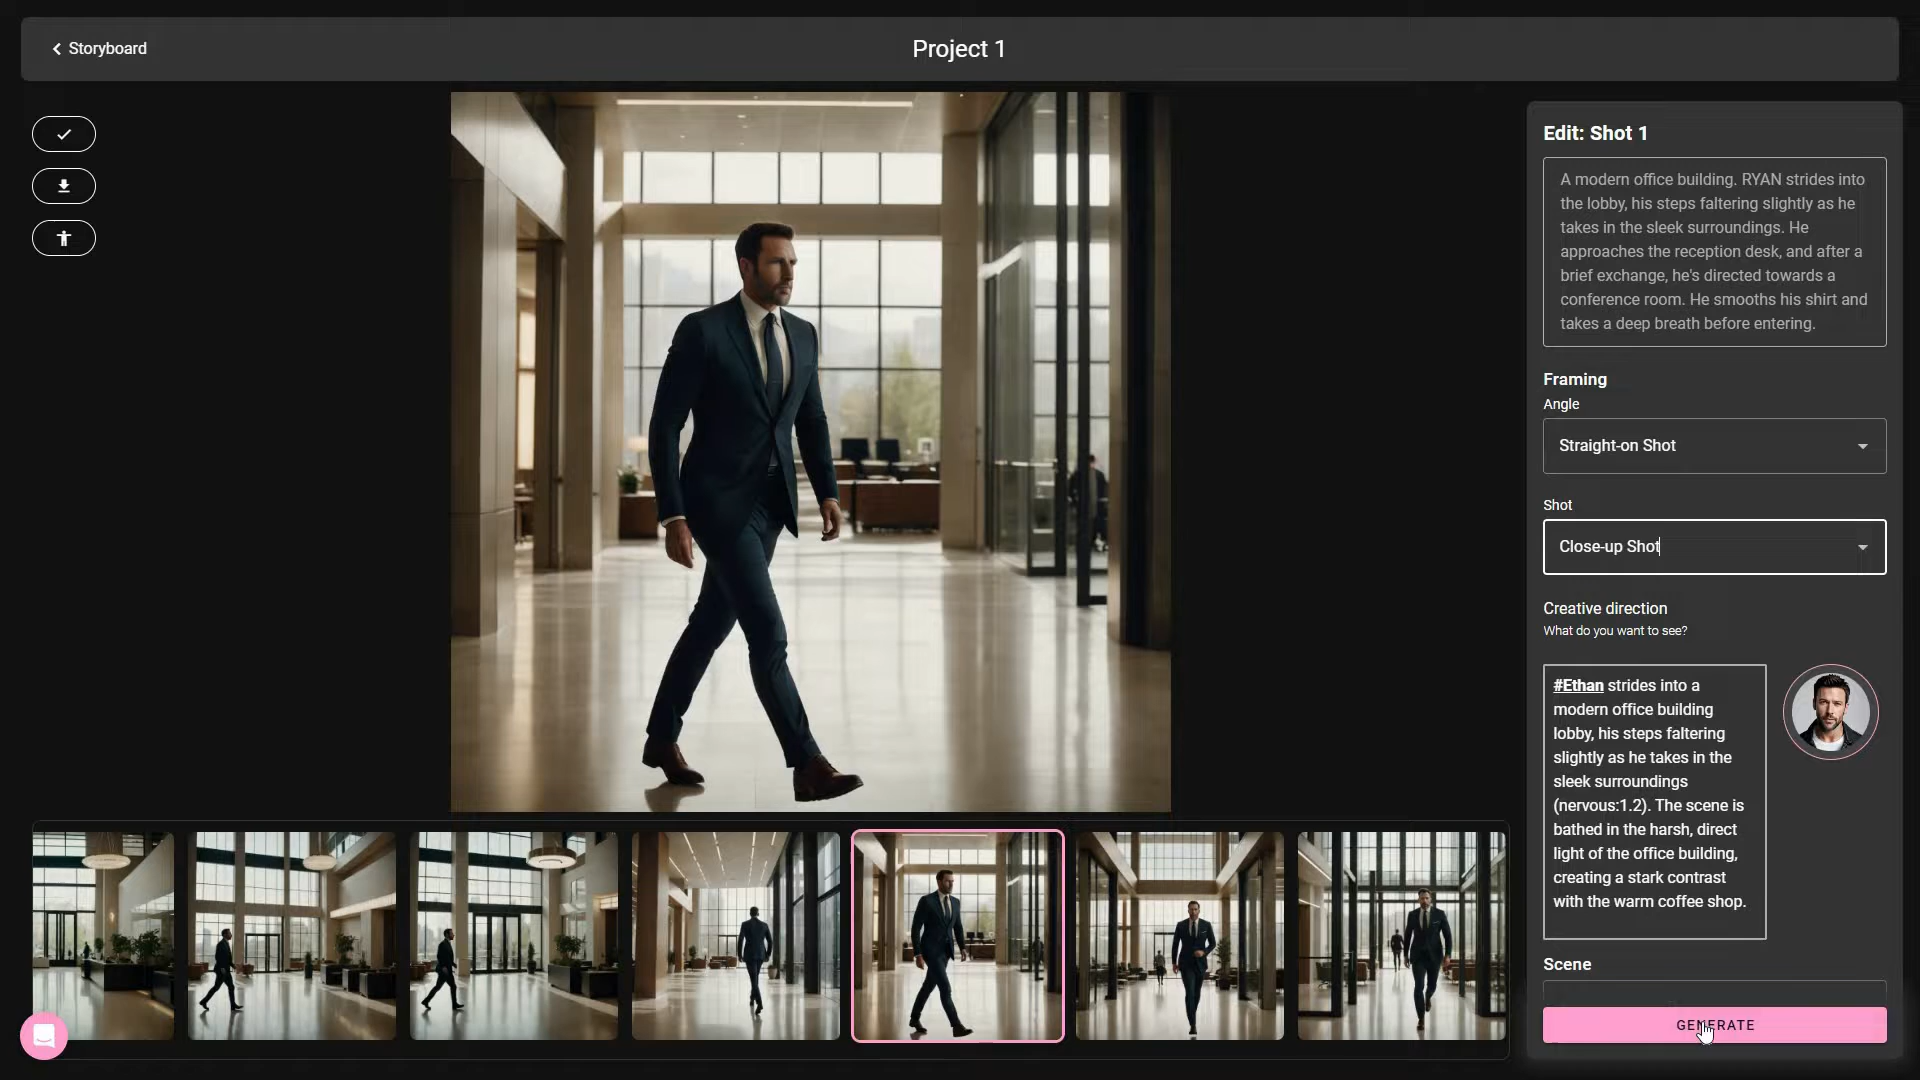 Storyboard
Project 1
Edit: Shot 1
A modern office building. RYAN strides into
the lobby, his steps faltering slightly as he
takes in the sleek surroundings. He
approaches the reception desk, and after a
brief exchange, he's directed towards a
conference room. He smooths his shirt and
takes a deep breath before entering.
Framing
Angle
Straight-on Shot
Shot
Close-up Shot
Creative direction
What do you want to see?
#Ethan strides into a
modern office building
lobby, his steps faltering
slightly as he takes in the
sleek surroundings
(nervous:1.2). The scene is
bathed in the harsh, direct
light of the office building,
creating a stark contrast
with the warm coffee shop.
Scene
GENERATE